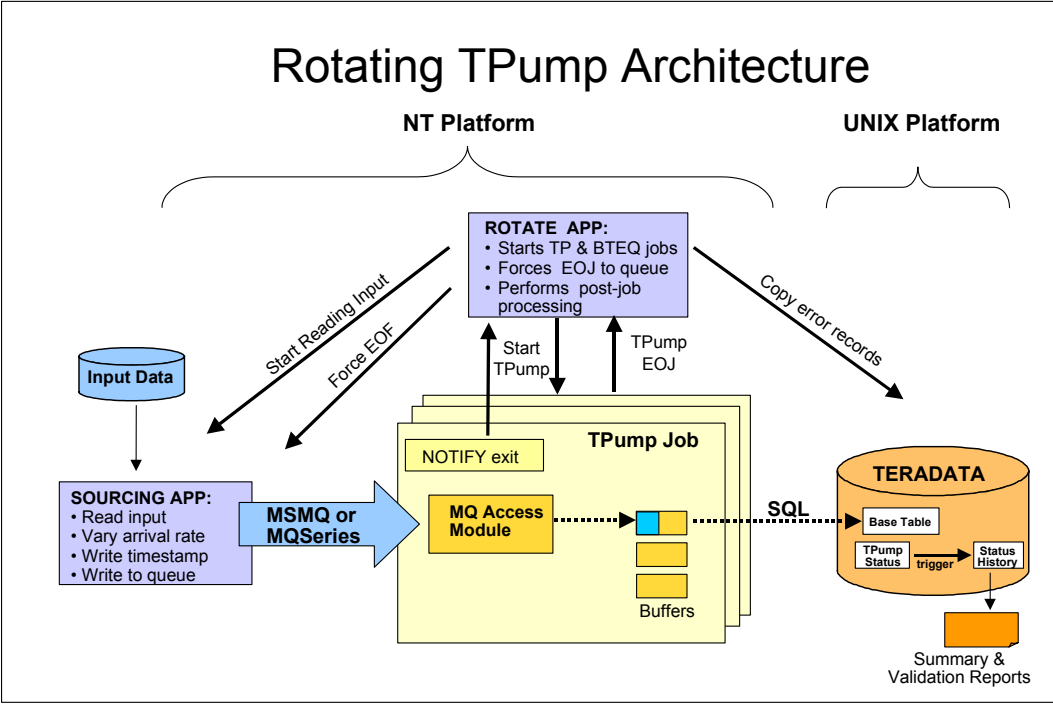 Rotating TPump Architecture
NT Platform
UNIX Platform
ROTATE APP:
• Starts TP & BTEQ jobs
• Forces EOJ to queue
• Performs post-job
processing
Start Reading Input
Force EOF
Start
TPump
TPump
EOJ
Copy error records
Input Data
SOURCING APP:
• Read input
• Vary arrival rate
• Write timestamp
• Write to queue
MSMQ or
MQSeries
TPump Job
NOTIFY exit
MQ Access
Module
Buffers
SQL
TERADATA
Base Table
TPump
Status
trigger
Status
History
Summary &
Validation Reports